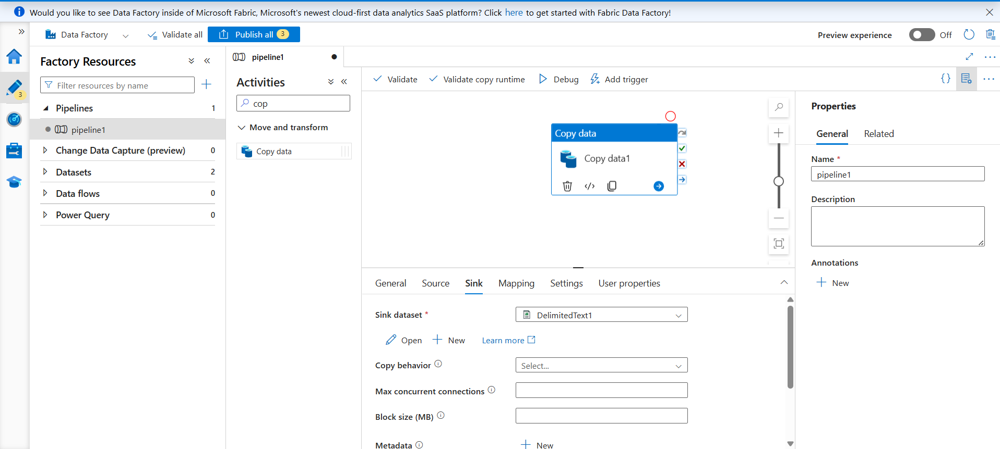 Would you like to see Data Factory inside of Microsoft Fabric, Microsoft's newest cloud-first data analytics SaaS platform? Click here to get started with Fabric Data Factory!
Data Factory
Validate all
Publish all 3
Preview experience
Off
3
Factory Resources
Filter resources by name
Pipelines 1
pipeline1
Change Data Capture (preview) 0
Datasets 2
Data flows 0
Power Query 0
pipeline1
Activities
cop
Move and transform
Copy data
Validate
Validate copy runtime
Debug
Add trigger
Copy data
Copy data1
General
Source
Sink
Mapping
Settings
User properties
Sink dataset *
DelimitedText1
Open
New
Learn more
Copy behavior
Select...
Max concurrent connections
Block size (MB)
Metadata
New
Properties
General
Related
Name *
pipeline1
Description
Annotations
New